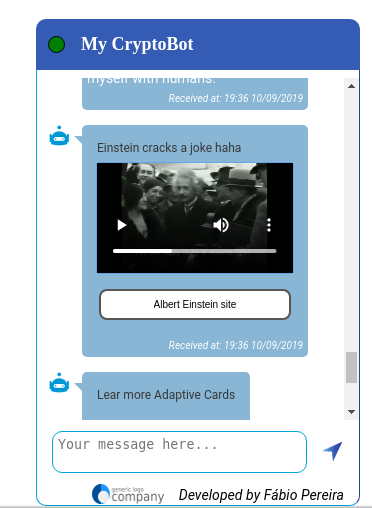 My CryptoBot
myself with humans.
Received at: 19:36 10/09/2019
Einstein cracks a joke haha
Albert Einstein site
Received at: 19:36 10/09/2019
Lear more Adaptive Cards
Your message here...
generic logo
company
Developed by Fábio Pereira